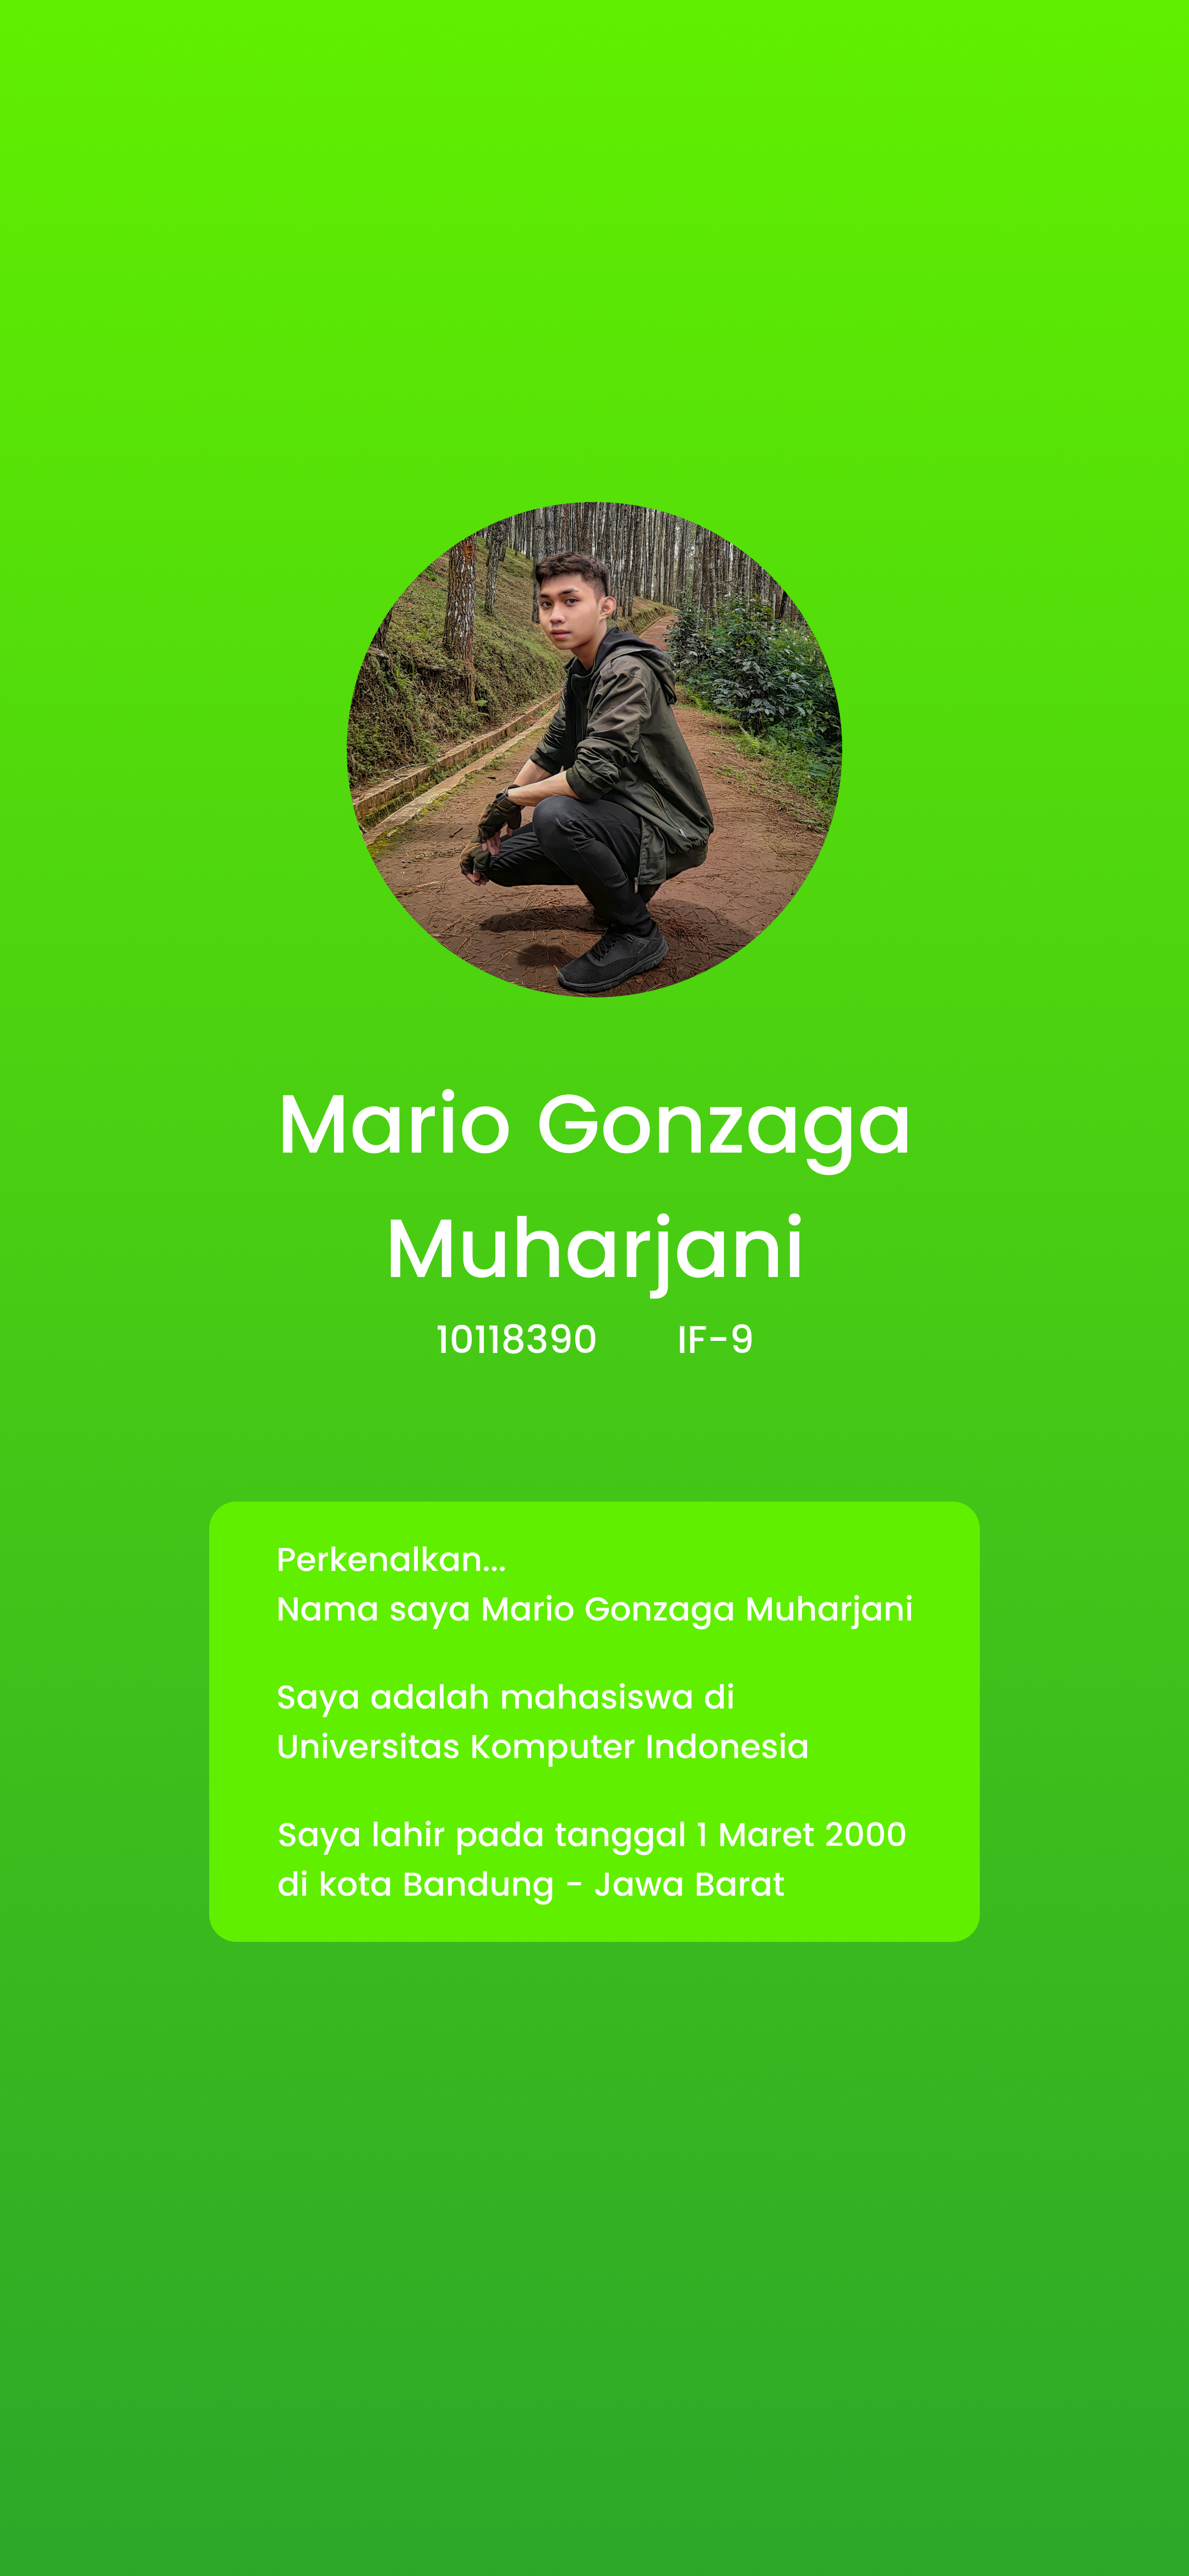 Mario Gonzaga
Muharjani
10118390 IF-9
Perkenalkan...
Nama saya Mario Gonzaga Muharjani
Saya adalah mahasiswa di
Universitas Komputer Indonesia
Saya lahir pada tanggal 1 Maret 2000
di kota Bandung - Jawa Barat